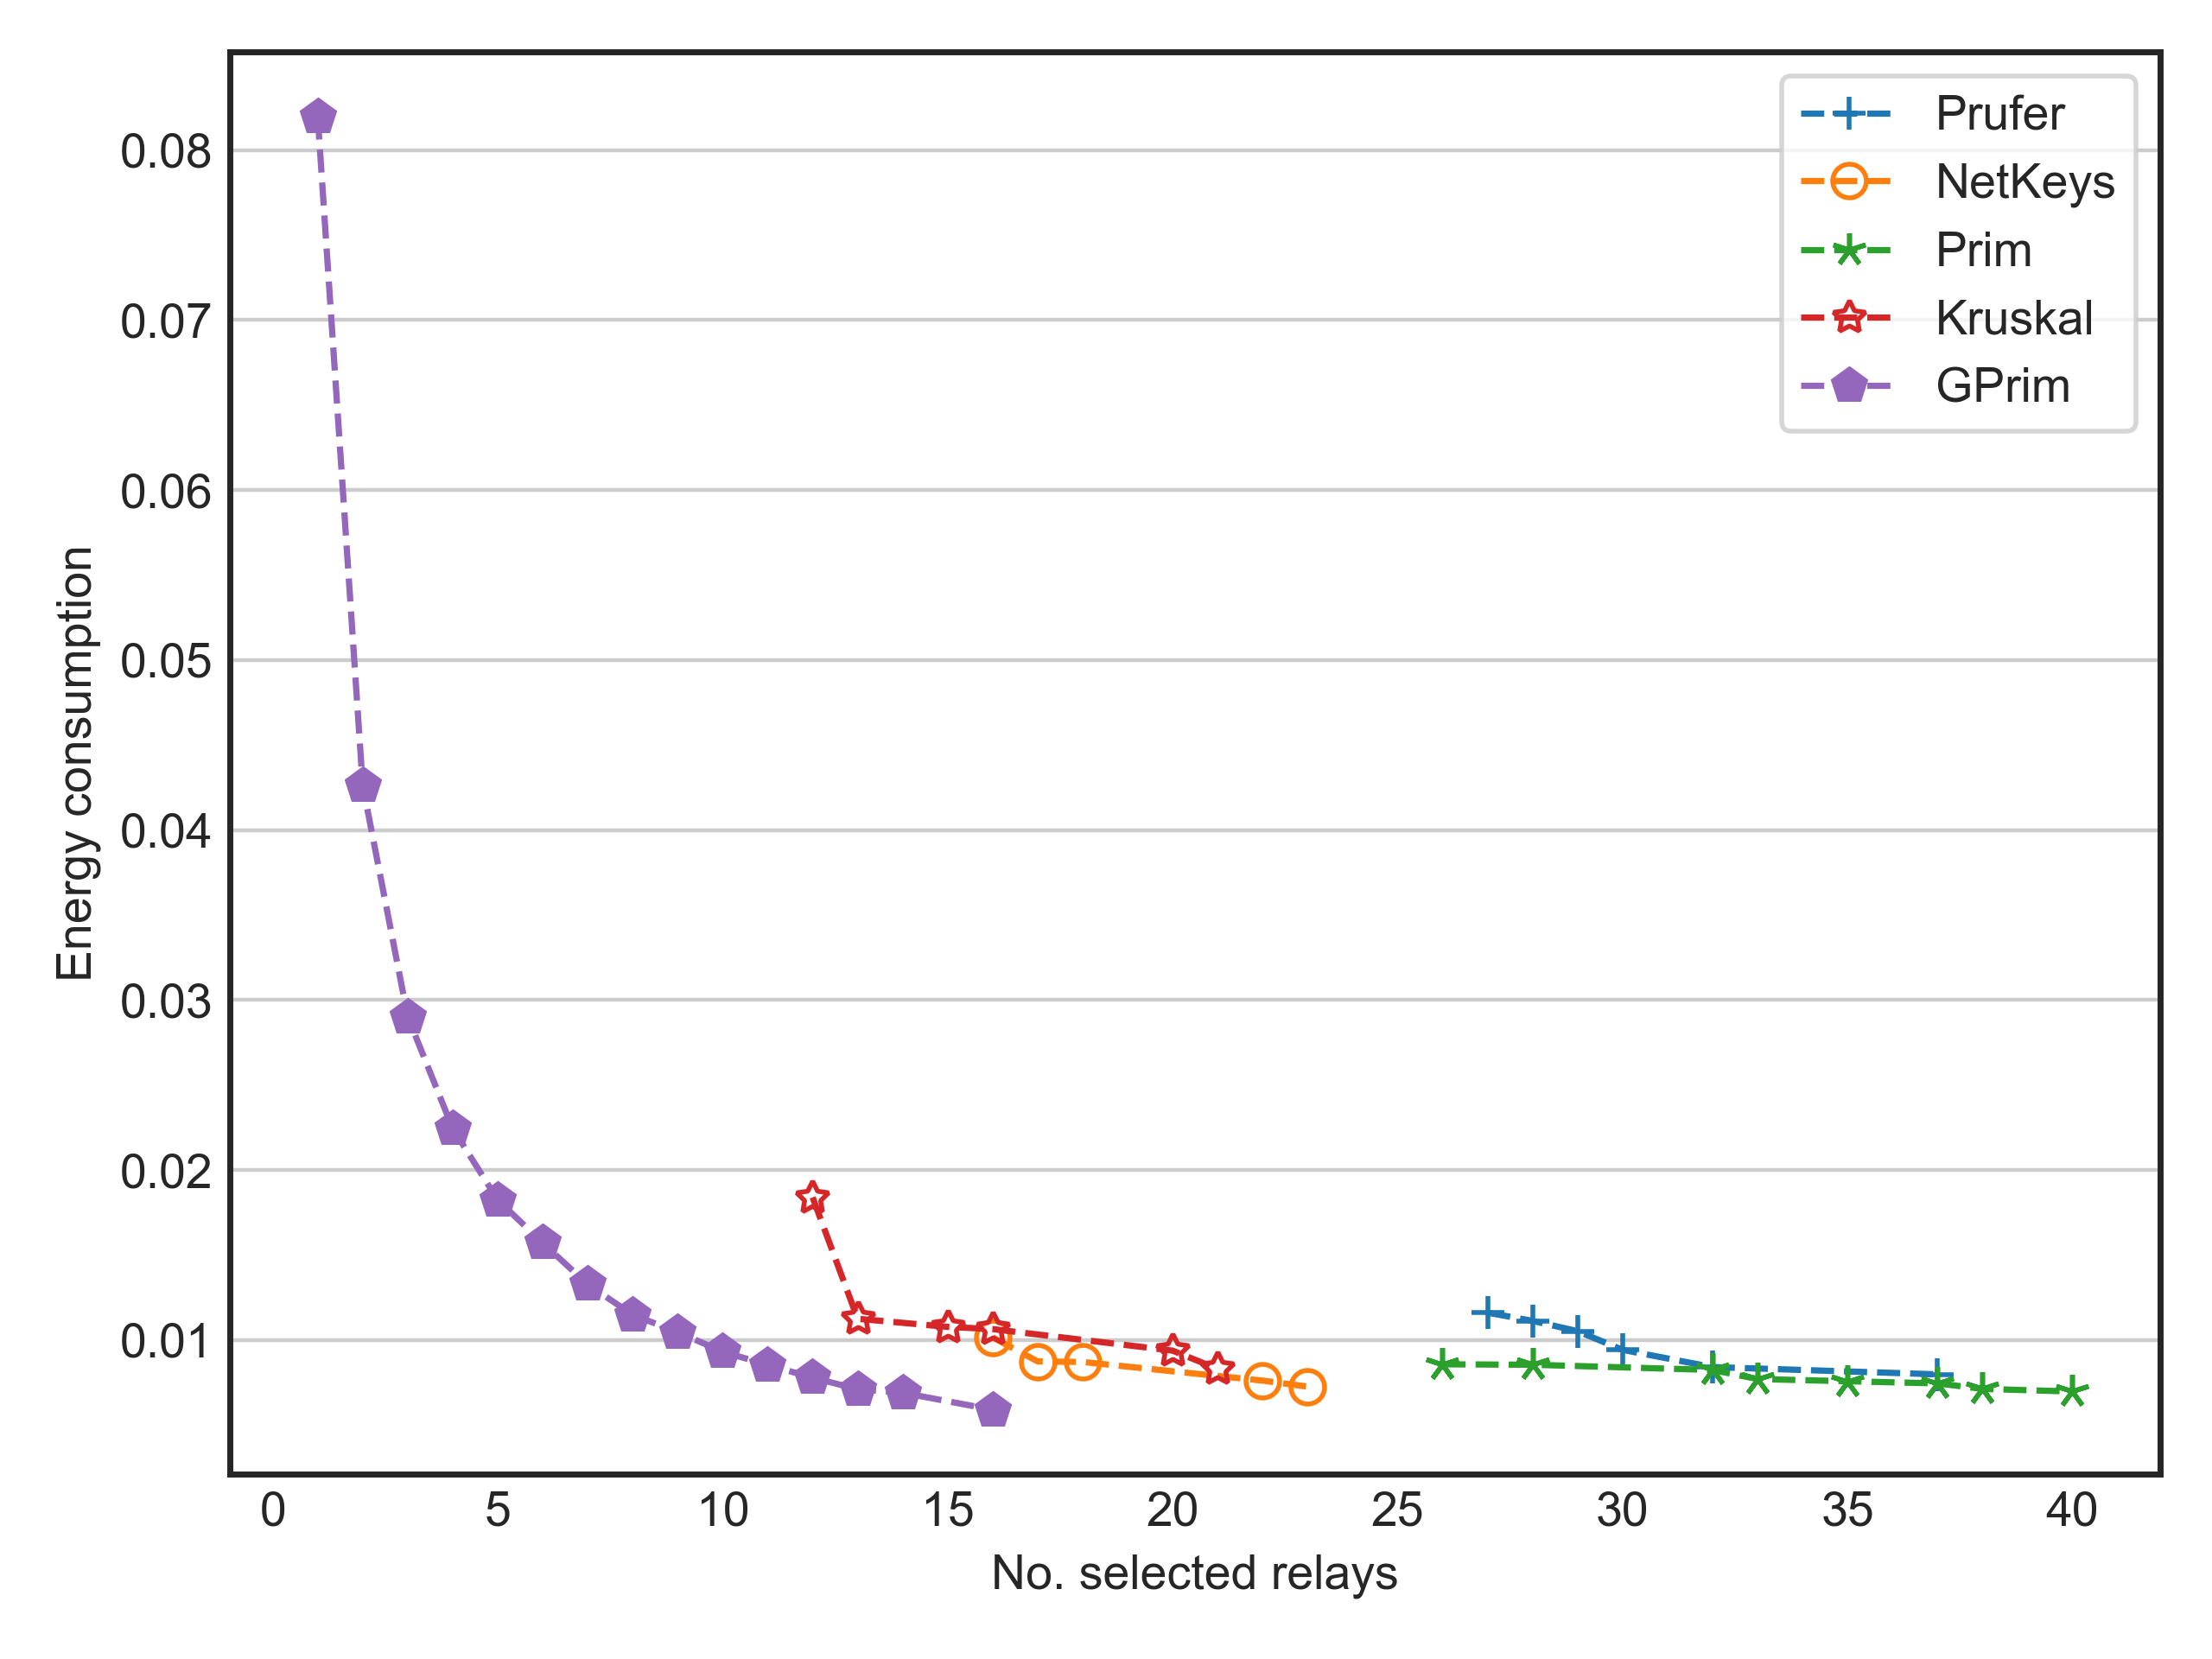 Prufer
NetKeys
Prim
Kruskal
GPrim
0.08
0.07
0.06
0.05
0.04
0.03
0.02
0.01
Energy consumption
0 5 10 15 20 25 30 35 40
No. selected relays